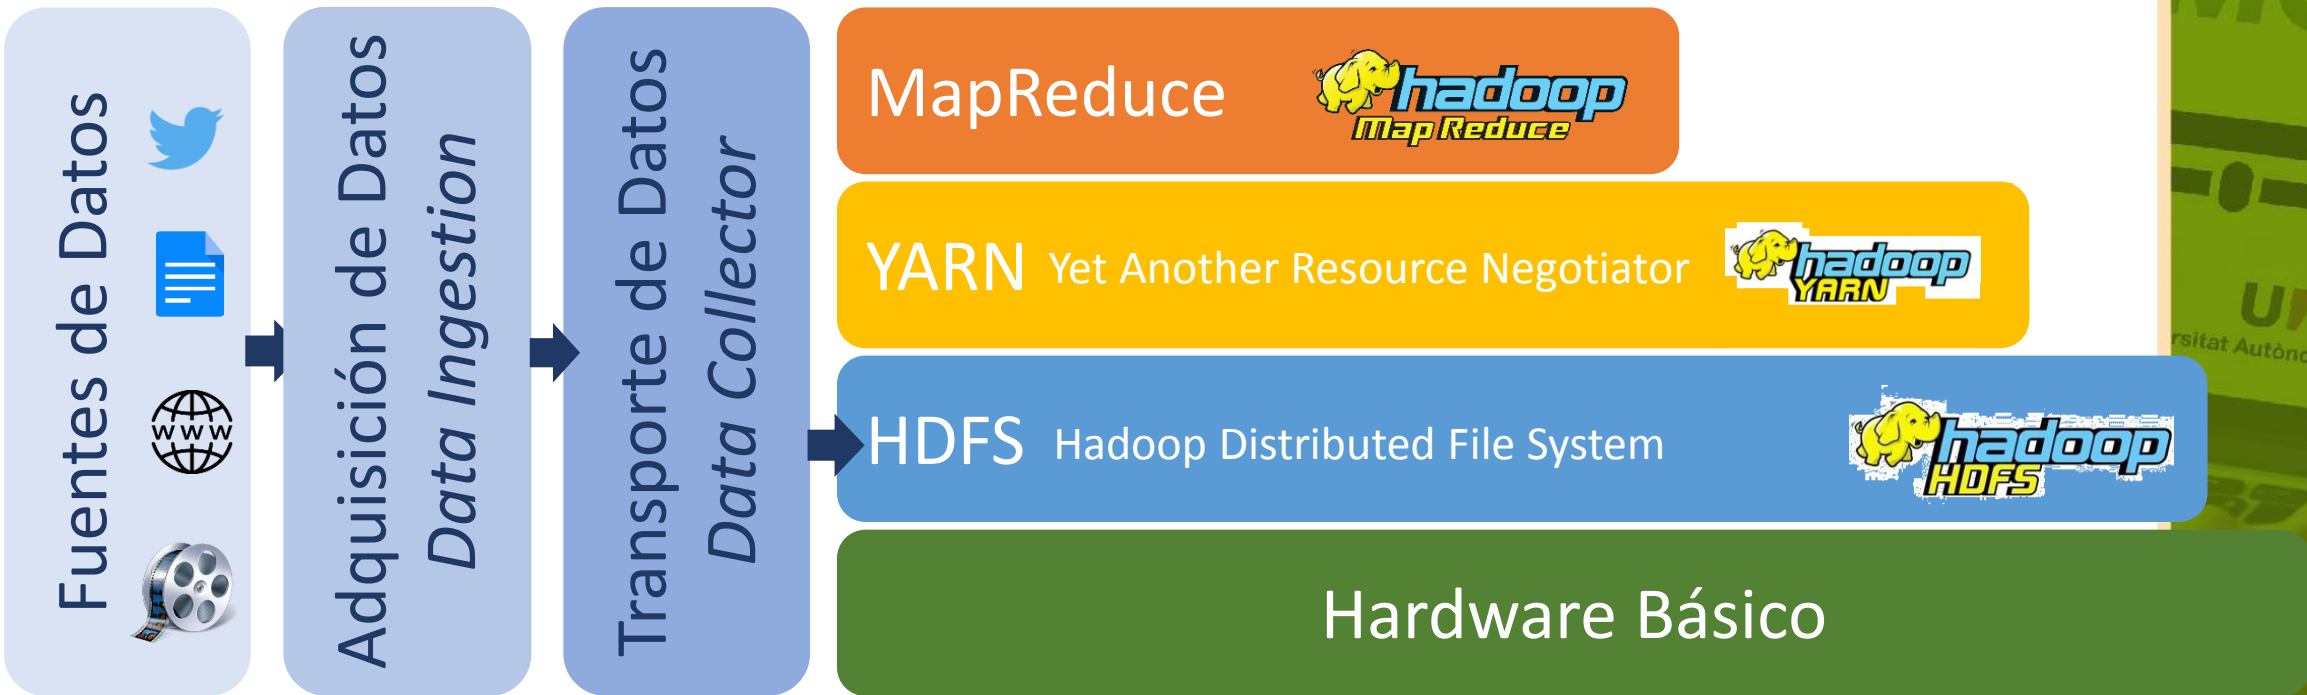 Fuentes de Datos
www
Adquisición de Datos
Data Ingestion
Transporte de Datos
Data Collector
MapReduce
hadoop
Map Reduce
YARN Yet Another Resource Negotiator
hadoop
YARN
HDFS Hadoop Distributed File System
hadoop
HDFS
Hardware Básico